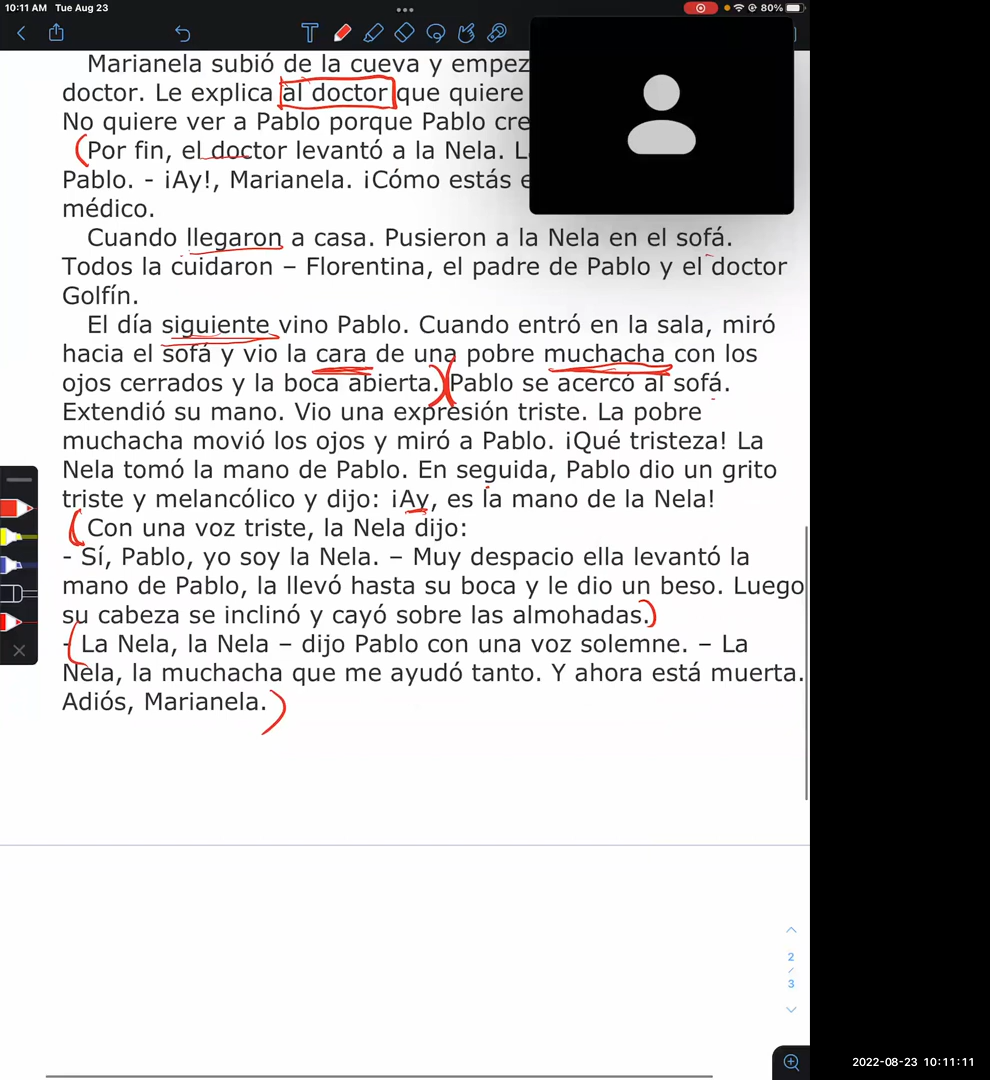 10:11 AM Tue Aug 23
80%
Marianela subió de la cueva y empez
doctor. Le explica al doctor que quiere
No quiere ver a Pablo porque Pablo cre
Por fin, el doctor levantó a la Nela.
Pablo. - ¡Ay!, Marianela. ¡Cómo estás
médico.
Cuando llegaron a casa. Pusieron a la Nela en el sofá.
Todos la cuidaron – Florentina, el padre de Pablo y el doctor
Golfín.
El día siguiente vino Pablo. Cuando entró en la sala, miró
hacia el sofá y vio la cara de una pobre muchacha con los
ojos cerrados y la boca abierta. Pablo se acercó al sofá.
Extendió su mano. Vio una expresión triste. La pobre
muchacha movió los ojos y miró a Pablo. ¡Qué tristeza! La
Nela tomó la mano de Pablo. En seguida, Pablo dio un grito
triste y melancólico y dijo: ¡Ay, es la mano de la Nela!
Con una voz triste, la Nela dijo:
- Sí, Pablo, yo soy la Nela. – Muy despacio ella levantó la
mano de Pablo, la llevó hasta su boca y le dio un beso. Luego
su cabeza se inclinó y cayó sobre las almohadas.
- La Nela, la Nela – dijo Pablo con una voz solemne. – La
Nela, la muchacha que me ayudó tanto. Y ahora está muerta.
Adiós, Marianela.
2
/
3
2022-08-23 10:11:11